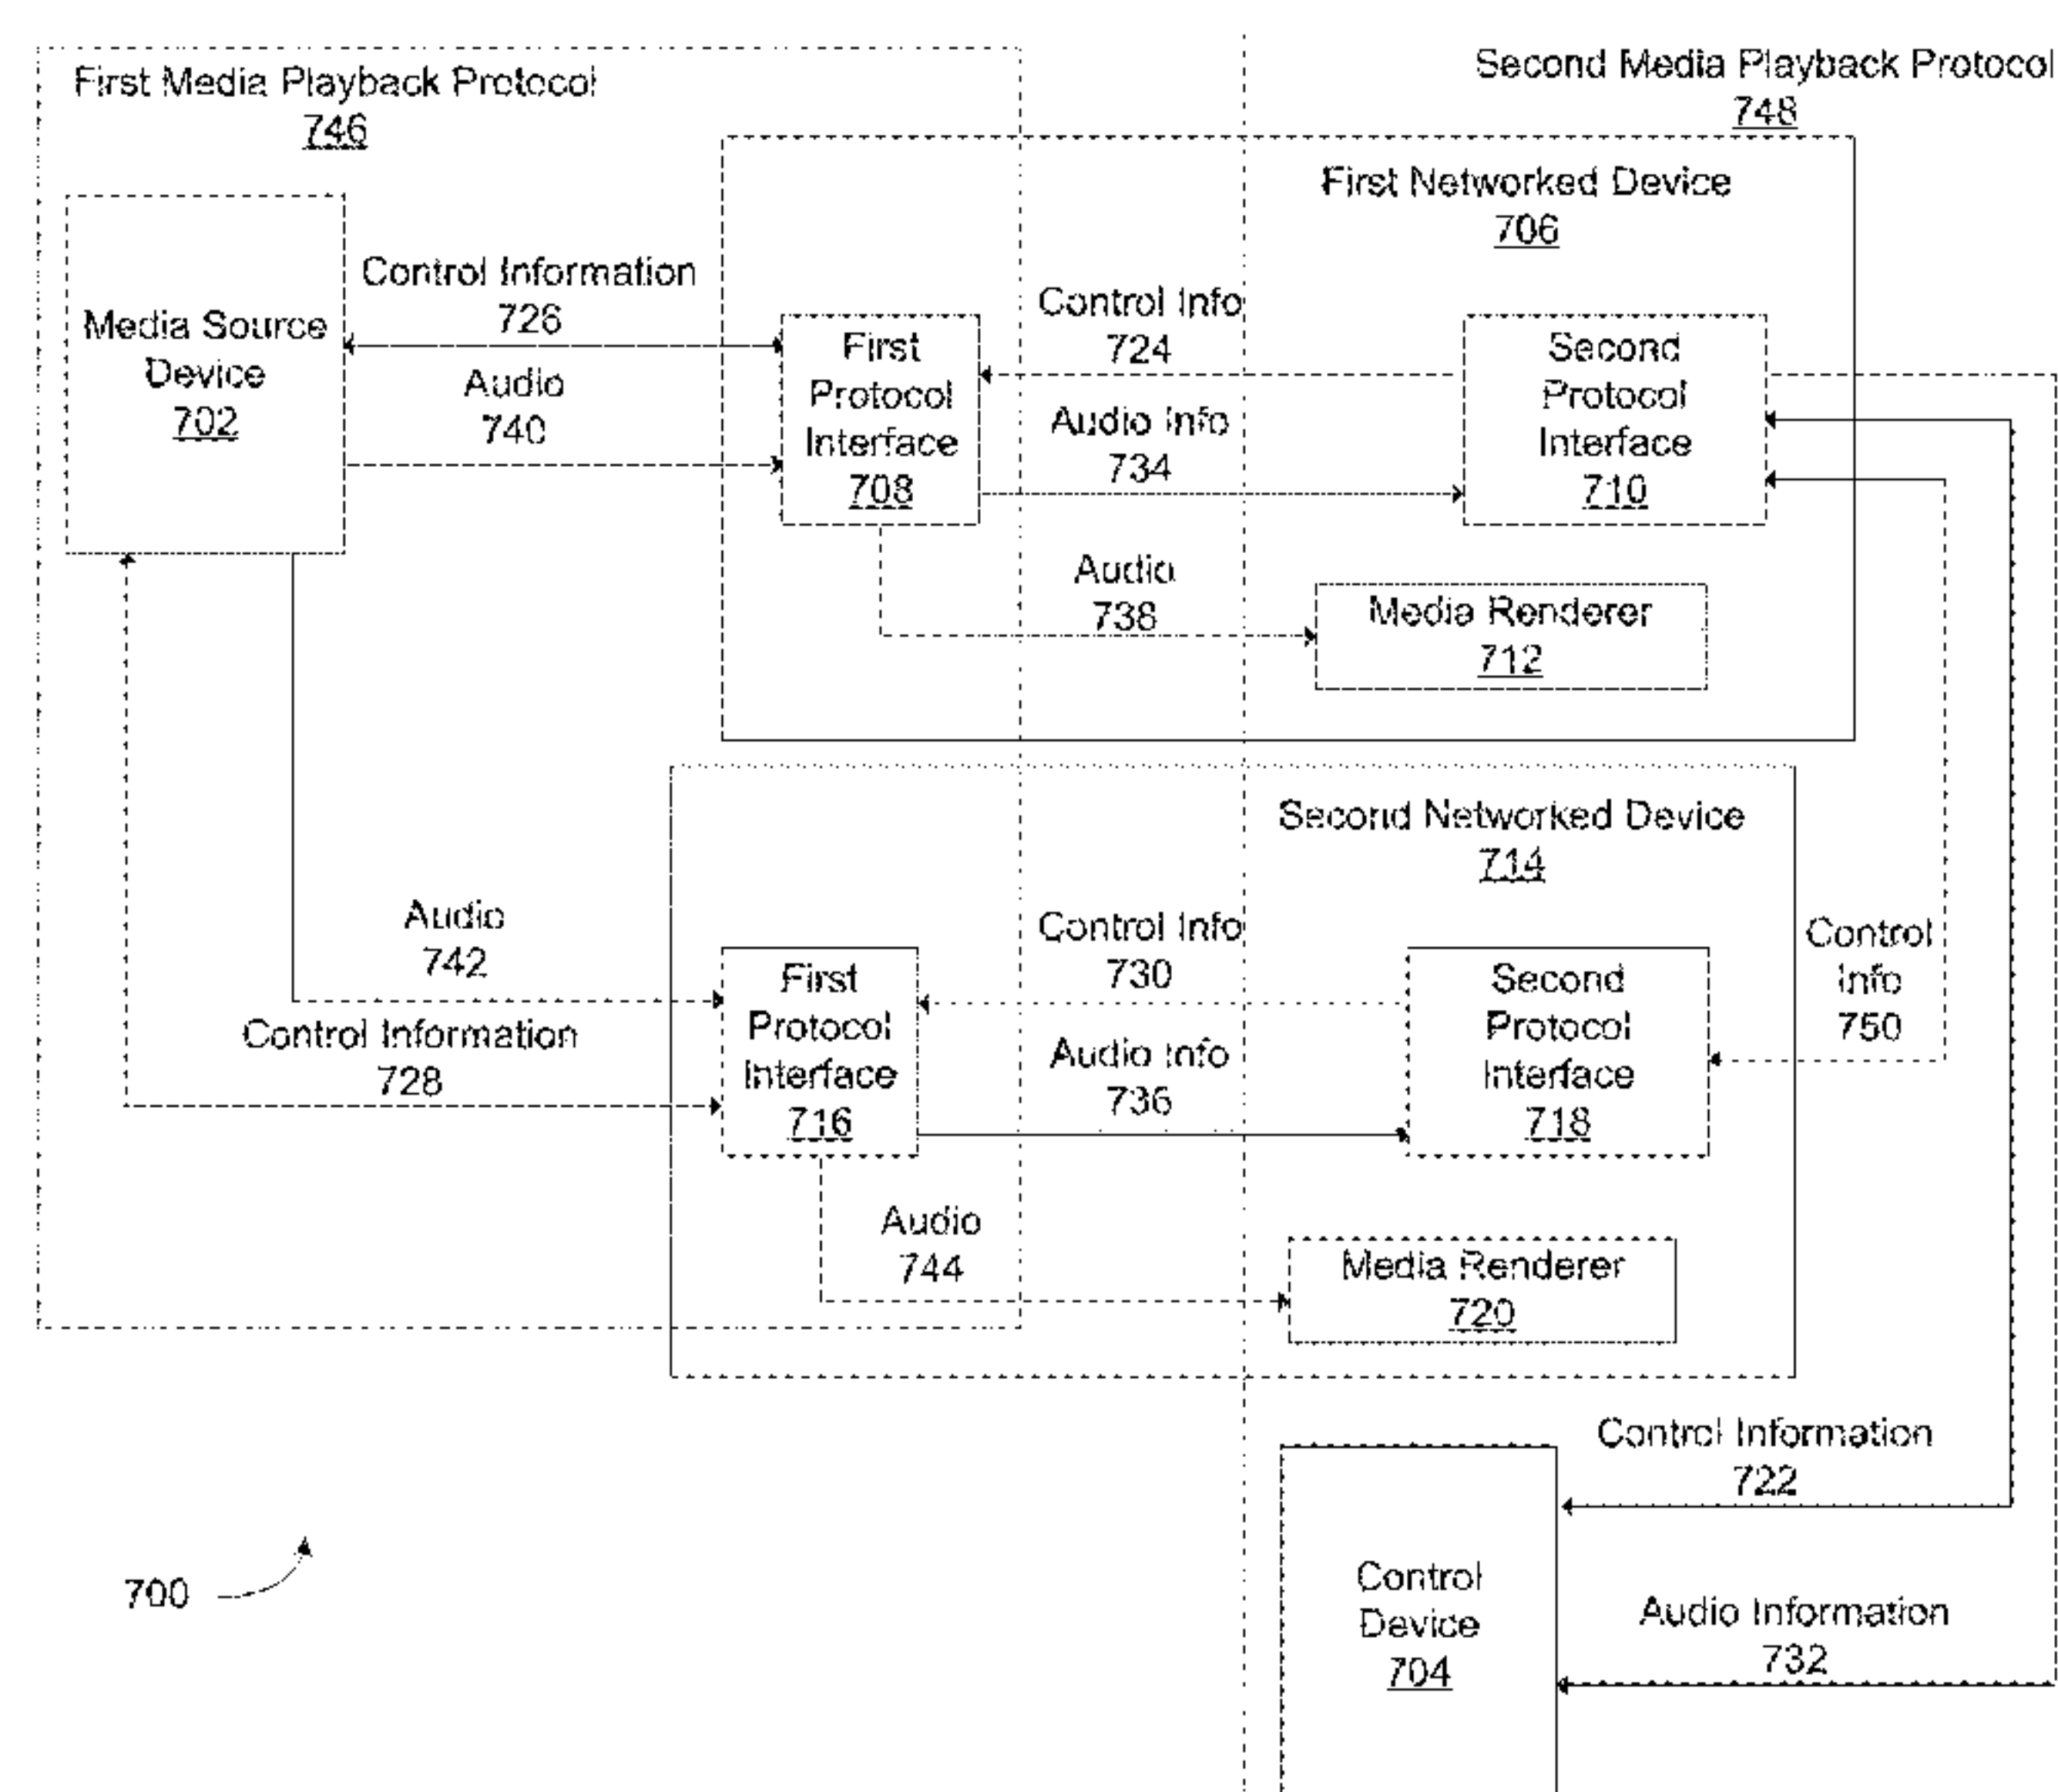 First Media Playback Protocol
746
Second Media Playback Protocol
748
First Networked Device
706
Media Source
Device
702
Control Information
726
Audio
740
First
Protocol
Interface
708
Control Info
724
Audio Info
734
Second
Protocol
Interface
710
Audio
738
Media Renderer
712
Second Networked Device
714
Audio
742
Control Information
728
First
Protocol
Interface
716
Control Info
730
Audio Info
736
Second
Protocol
Interface
718
Control
Info
750
Audio
744
Media Renderer
720
Control Information
722
Control
Device
704
Audio Information
732
700